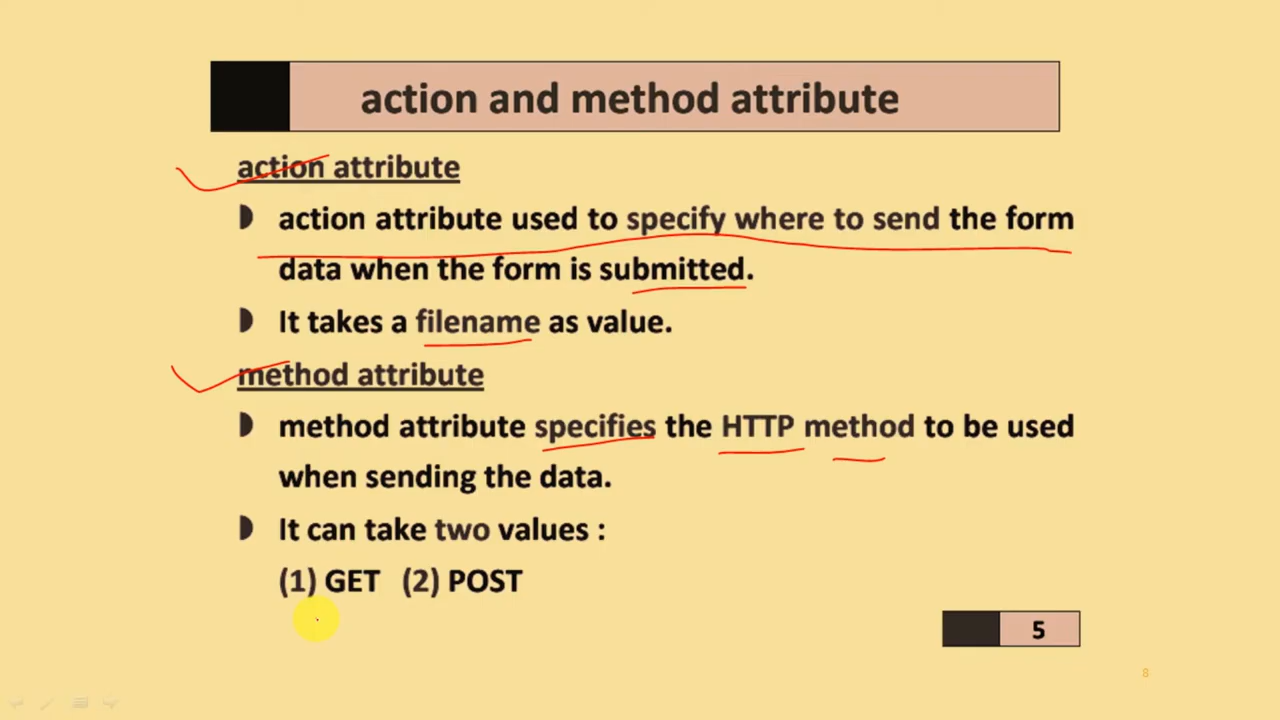 action and method attribute
action attribute
action attribute used to specify where to send the form
data when the form is submitted.
It takes a filename as value.
method attribute
method attribute specifies the HTTP method to be used
when sending the data.
It can take two values :
(1) GET (2) POST
5
8